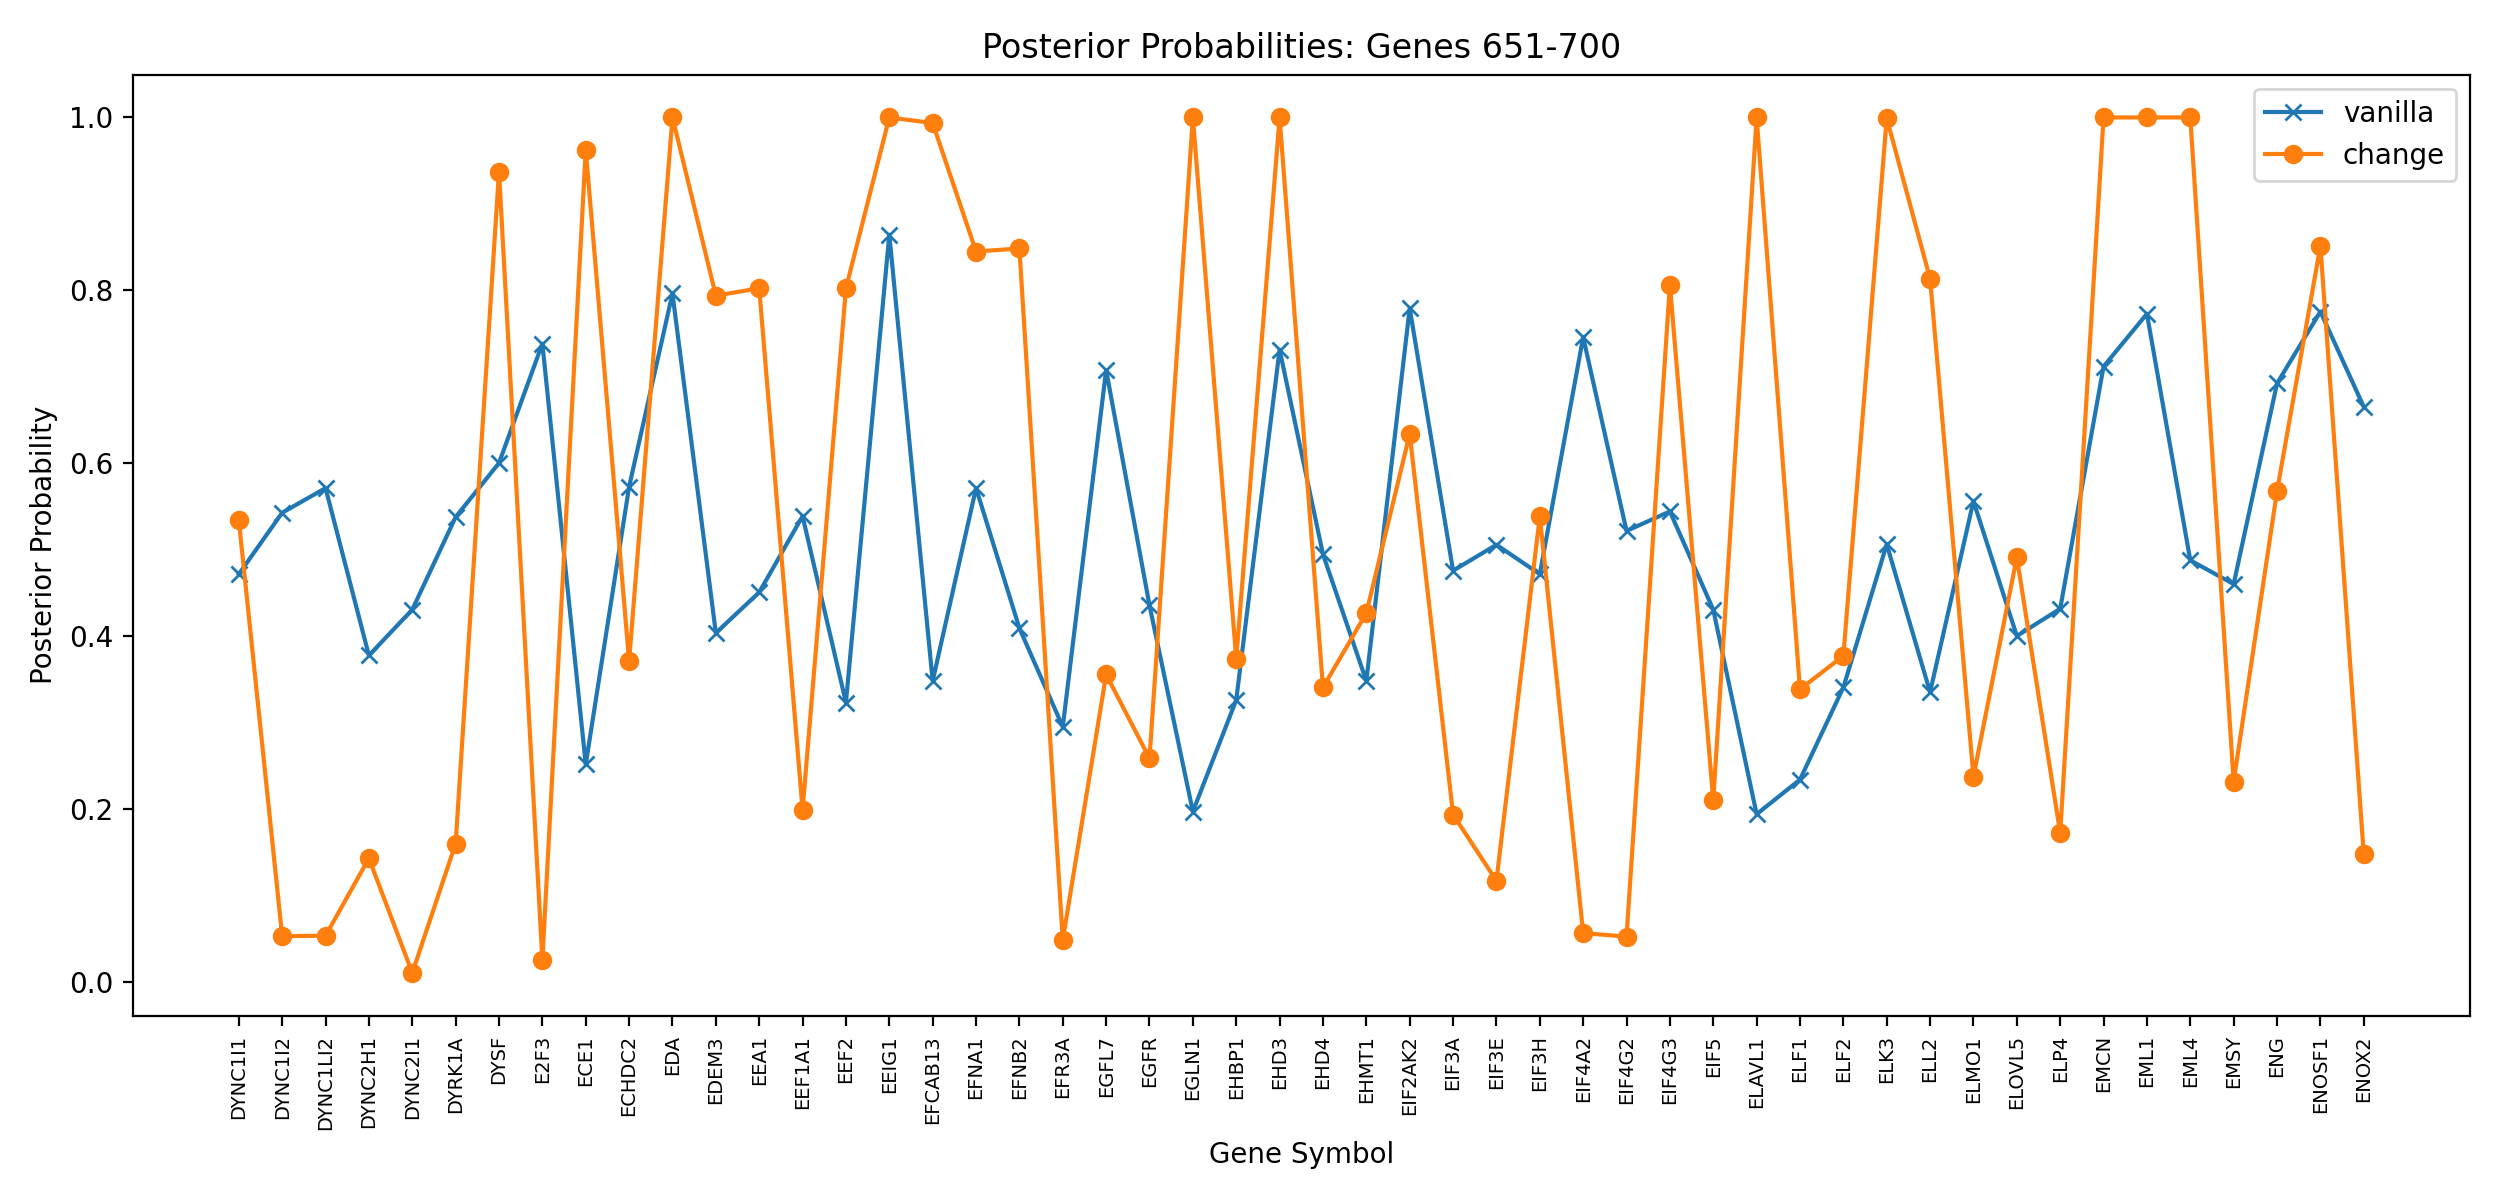 Posterior Probabilities: Genes 651-700
vanilla
change
Posterior Probability
1.0
0.8
0.6
0.4
0.2
0.0
DYNC1I1
DYNC1I2
DYNC1LI2
DYNC2H1
DYNC2I1
DYRK1A
DYSF
E2F3
ECE1
ECHDC2
EDA
EDEM3
EEA1
EEF1A1
EEF2
EEIG1
EFCAB13
EFNA1
EFNB2
EFR3A
EGFL7
EGFR
EGLN1
EHBP1
EHD3
EHD4
EHMT1
EIF2AK2
EIF3A
EIF3E
EIF3H
EIF4A2
EIF4G2
EIF4G3
EIF5
ELAVL1
ELF1
ELF2
ELK3
ELL2
ELMO1
ELOVL5
ELP4
EMCN
EML1
EML4
EMSY
ENG
ENOSF1
ENOX2
Gene Symbol